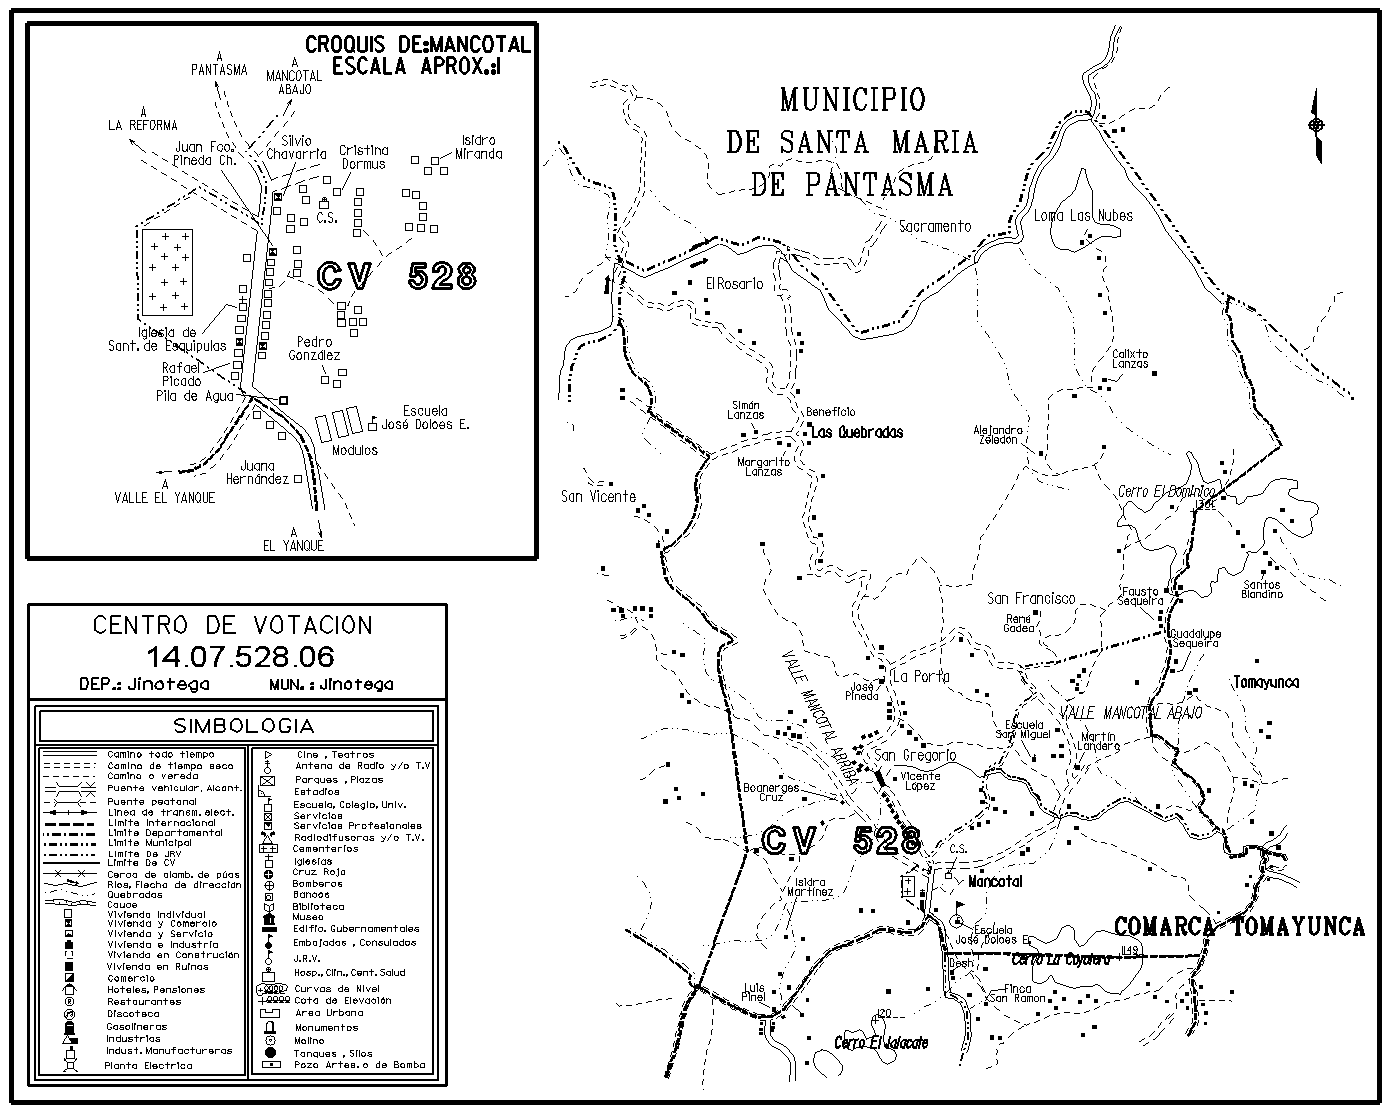 CROQUIS DE:MANCOTAL
ESCALA APROX.:1
A
PANTASMA
A
MANCOTAL
ABAJO
A
LA REFORMA
Juan Fco.
Pineda Ch.
Silvio
Chavarria
Cristina
Dormus
Isidro
Miranda
C.S.
CV 528
Iglesia de
Sant. de Esquipulas
Pedro
González
Rafael
Picado
Pila de Agua
Escuela
José Doloes E.
Modulos
Juana
Hernández
A
VALLE EL YANQUE
A
EL YANQUE
CENTRO DE VOTACION
14.07.528.06
DEP.: Jinotega MUN.: Jinotega
SIMBOLOGIA
Camino todo tiempo
Camino de tiempo seco
Camino o vereda
Puente vehicular, Alcant.
Puente peatonal
Linea de transm. elect.
Limite Internacional
Limite Departamental
Limite Municipal
Limite De JRV
Limite De CV
Cerca de alamb. de púas
Rios, Flecha de dirección
Quebradas
Cauce
Vivienda Individual
Vivienda y Comercio
Vivienda y Servicio
Vivienda e Industria
Vivienda en Construción
Vivienda en Ruinas
Comercio
Hoteles, Pensiones
Restaurantes
Discoteca
Gasolineras
Industrias
Indust. Manufactureras
Planta Electrica
Cine , Teatros
Antena de Radio y/o T.V
Parques , Plazas
Estadios
Escuela, Colegio, Univ.
Servicios
Servicios Profesionales
Radiodifusoras y/o T.V.
Cementerios
Iglesias
Cruz Roja
Bomberos
Bancos
Biblioteca
Museo
Edific. Gubernamentales
Embajadas , Consulados
J.R.V.
Hosp., Clin., Cent. Salud
Curvas de Nivel
Cota de Elevación
Area Urbana
Monumentos
Molino
Tanques , Silos
Pozo Artes. o de Bomba
MUNICIPIO
DE SANTA MARIA
DE PANTASMA
Sacramento
Loma Las Nubes
El Rosario
Calixto
Lanzas
Simón
Lanzas
Beneficio
Las Quebradas
Alejandra
Zeledón
Margarito
Lanzas
San Vicente
Cerro El Dominico
Santos
Blandino
Fausto
Sequeira
San Francisco
René
Gadea
Guadalupe
Sequeira
VALLE MANCOTAL ARRIBA
La Porta
José
Pineda
Tomayunca
VALLE MANCOTAL ABAJO
Escuela
San Miguel
Martín
Landero
San Gregorio
Vicente
López
Boanerges
Cruz
CV 528
C.S.
Isidra
Martínez
Mancotal
Escuela
José Doloes E.
COMARCA TOMAYUNCA
1149
Cerro La Cuyalera
Desh.
Luis
Pinel
Finca
San Ramon
120
Cerro El Jalacate